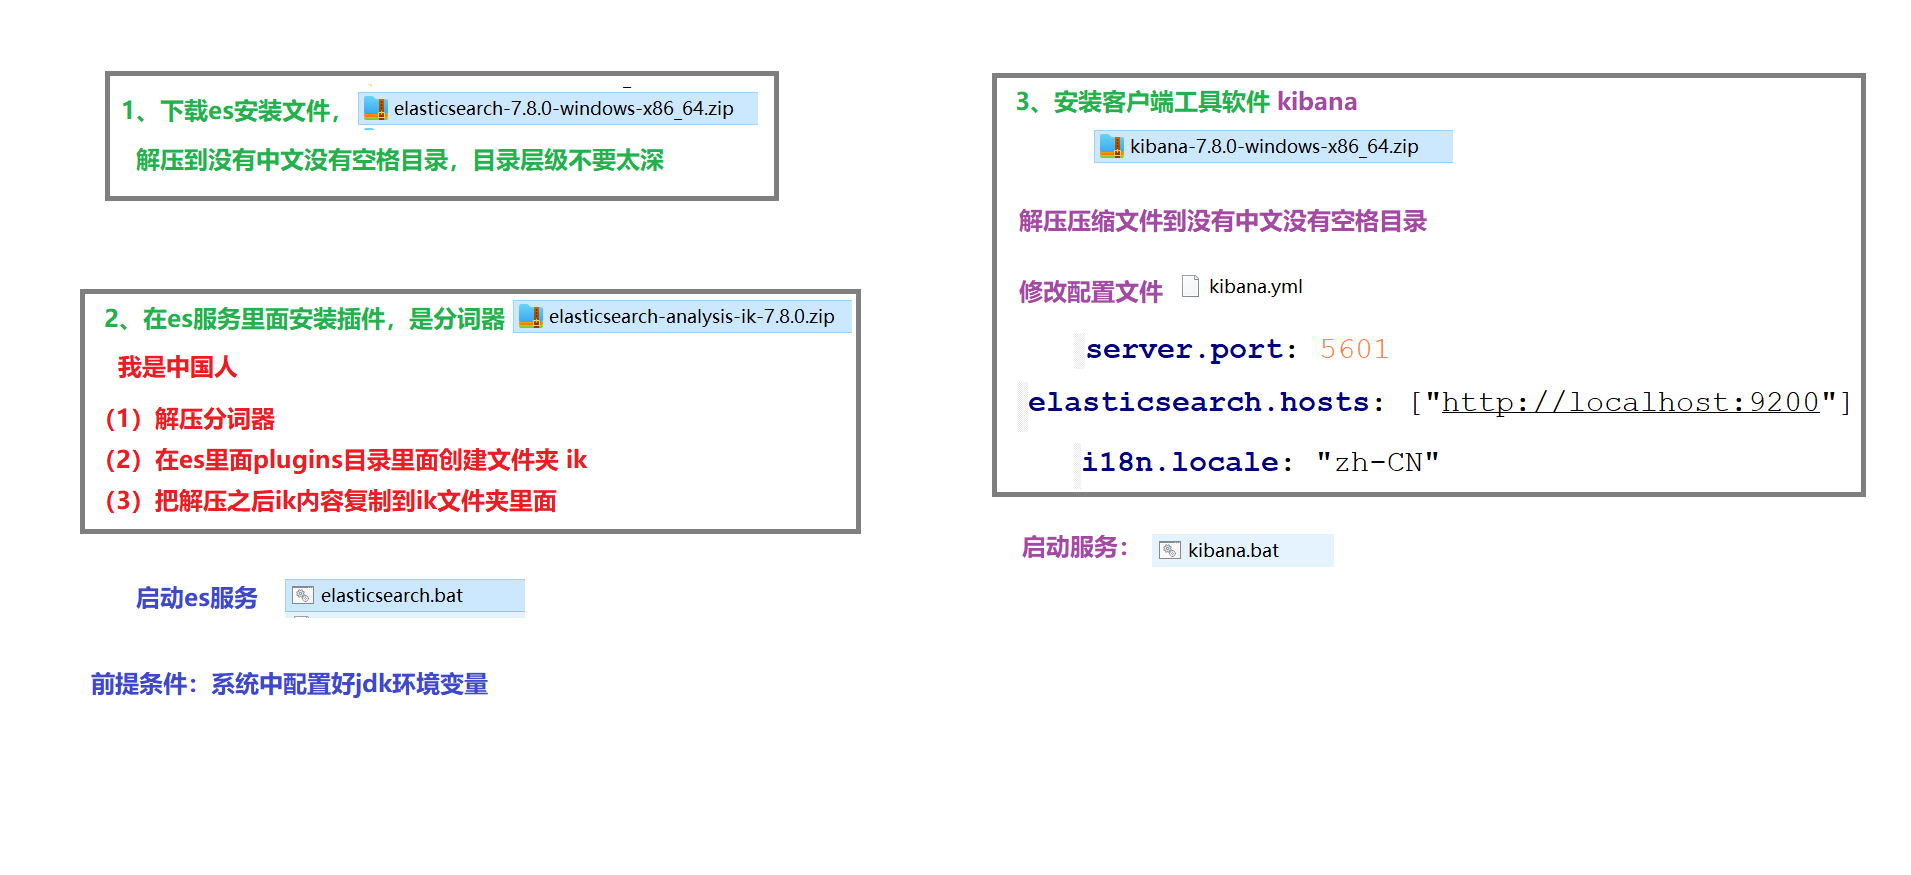 1、下载es安装文件， elasticsearch-7.8.0-windows-x86_64.zip
解压到没有中文没有空格目录，目录层级不要太深
2、在es服务里面安装插件，是分词器 elasticsearch-analysis-ik-7.8.0.zip
我是中国人
（1）解压分词器
（2）在es里面plugins目录里面创建文件夹 ik
（3）把解压之后ik内容复制到ik文件夹里面
启动es服务 elasticsearch.bat
前提条件：系统中配置好jdk环境变量
3、安装客户端工具软件 kibana
kibana-7.8.0-windows-x86_64.zip
解压压缩文件到没有中文没有空格目录
修改配置文件 kibana.yml
server.port: 5601
elasticsearch.hosts: ["http://localhost:9200"]
i18n.locale: "zh-CN"
启动服务： kibana.bat